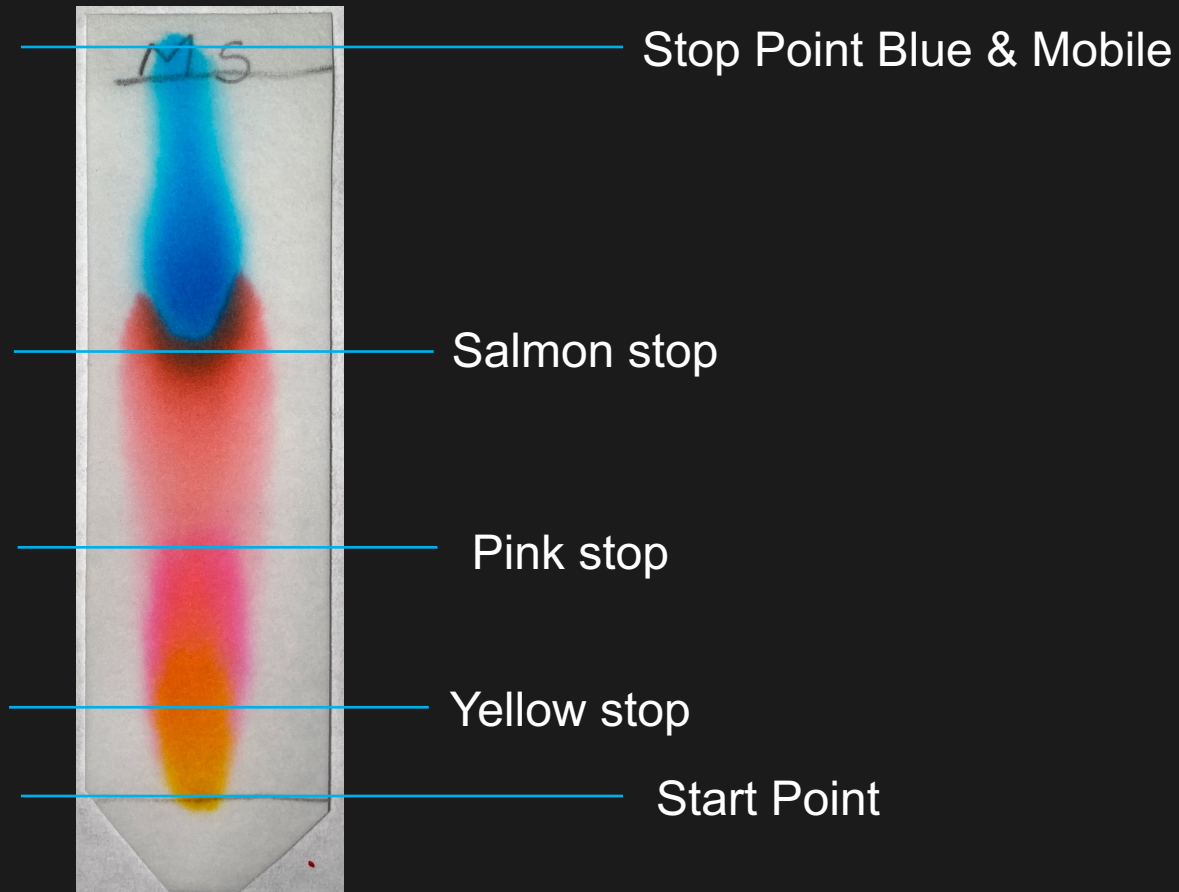 Stop Point Blue & Mobile
MS
Salmon stop
Pink stop
Yellow stop
Start Point